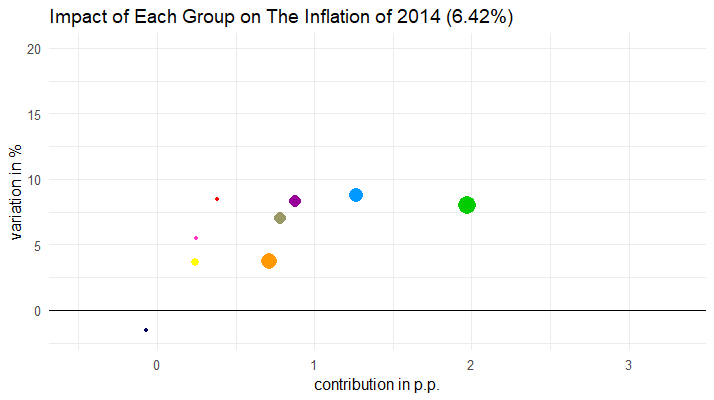 Impact of Each Group on The Inflation of 2014 (6.42%)
20
15
10
5
0
variation in %
0 1 2 3
contribution in p.p.